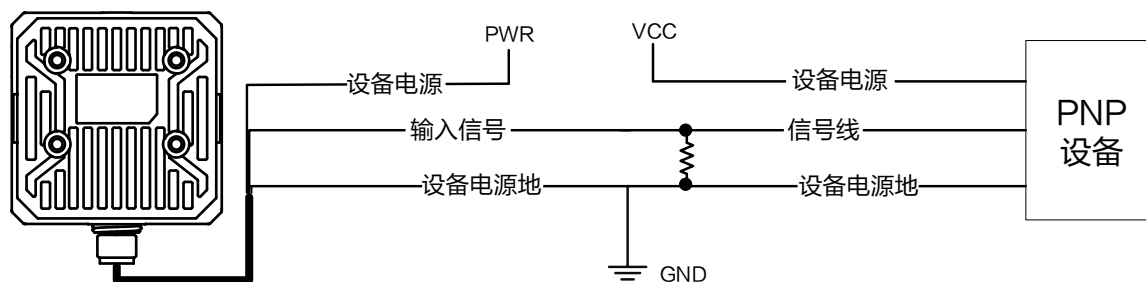 PWR
VCC
设备电源
设备电源
输入信号
信号线
设备电源地
设备电源地
GND
PNP
设备